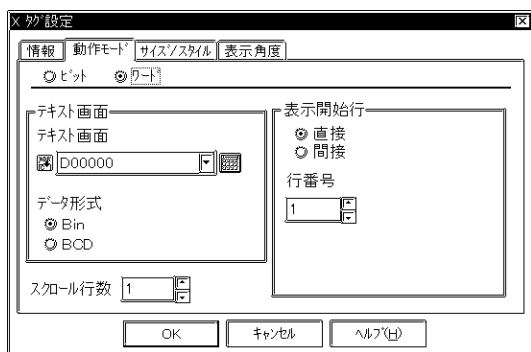 X ﾀｸﾞ設定
情報 動作ﾓｰﾄﾞ ｻｲｽﾞ/ｽﾀｲﾙ 表示角度
ﾋﾞｯﾄ ﾜｰﾄﾞ
ﾃｷｽﾄ画面
ﾃｷｽﾄ画面
D00000
ﾃﾞｰﾀ形式
Bin
BCD
ｽｸﾛｰﾙ行数 1
表示開始行
直接
間接
行番号
1
OK ｷｬﾝｾﾙ ﾍﾙﾌﾟ(H)